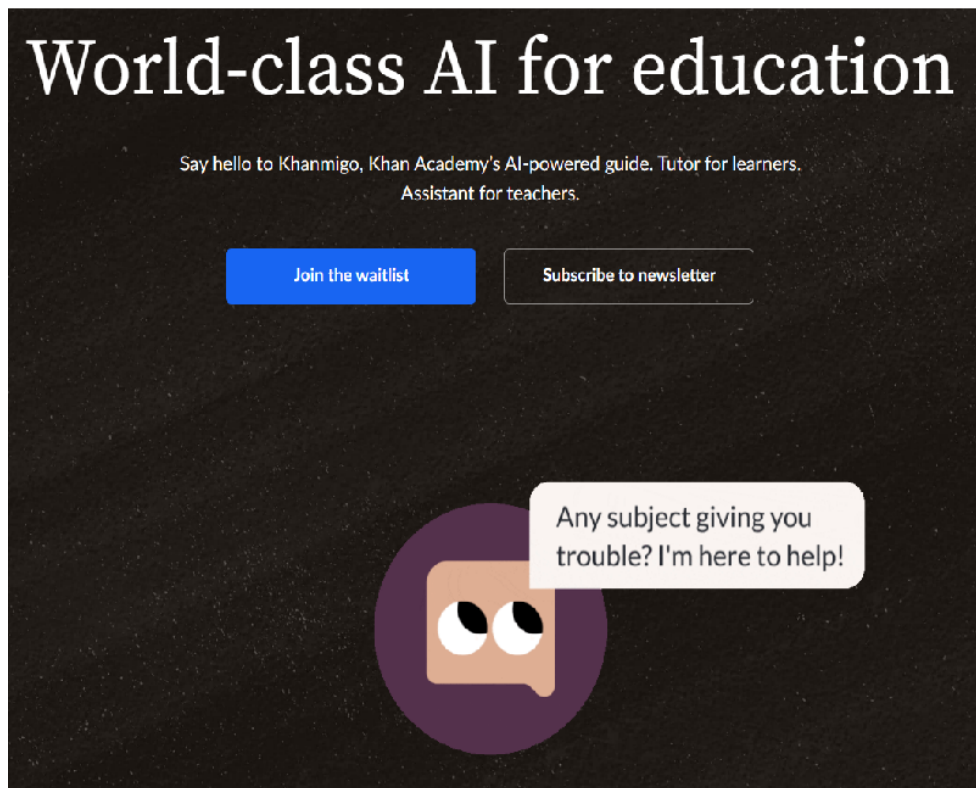 World-class AI for education
Say hello to Khanmigo, Khan Academy's AI-powered guide. Tutor for learners.
Assistant for teachers.
Join the waitlist
Subscribe to newsletter
Any subject giving you
trouble? I'm here to help!